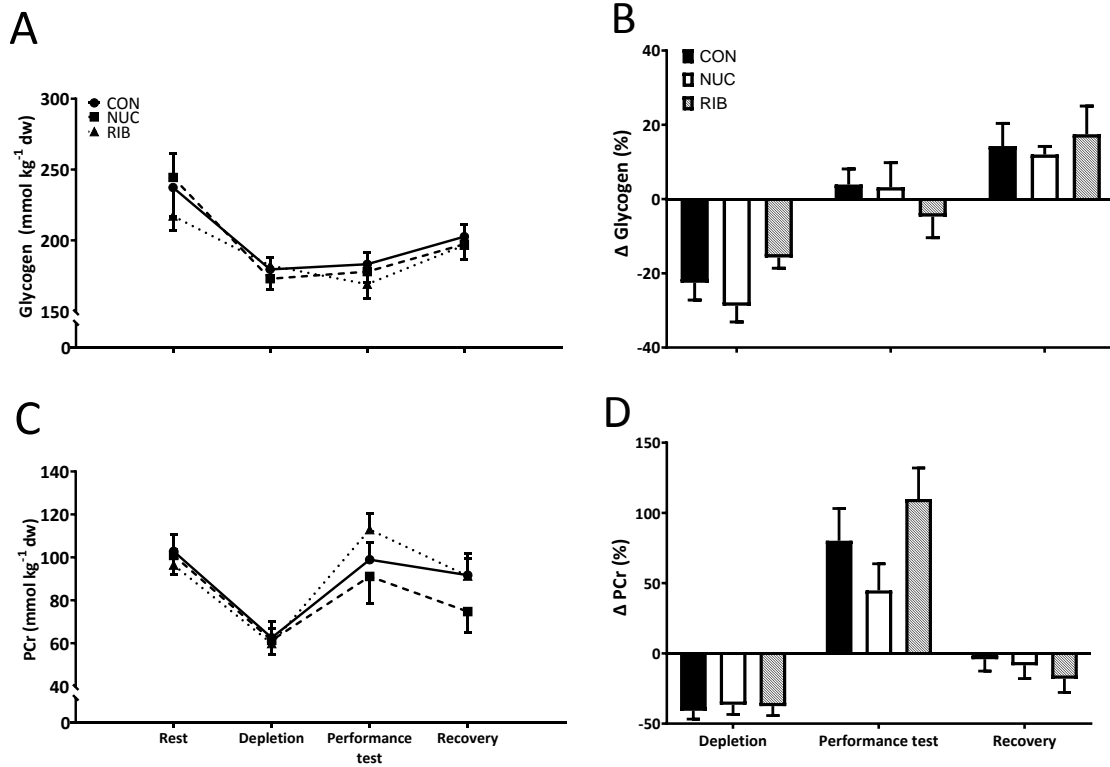 A
Glycogen (mmol kg-1 dw)
300
250
200
150
0
CON
NUC
RIB
B
Δ Glycogen (%)
40
20
0
-20
-40
CON
NUC
RIB
C
PCr (mmol kg-1 dw)
140
120
100
80
60
40
0
Rest
Depletion
Performance
test
Recovery
D
Δ PCr (%)
150
100
50
0
-50
Depletion
Performance test
Recovery